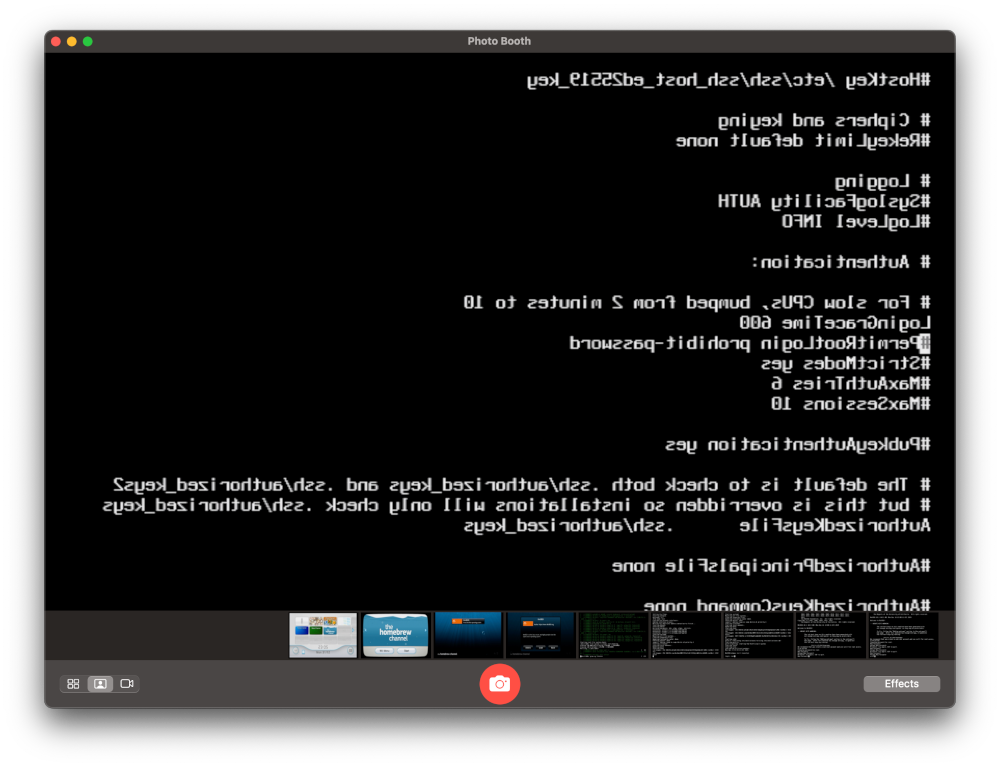 Photo Booth
#HostKey /etc/ssh/ssh_host_ed25519_key
# Ciphers and keying
#RekeyLimit default none
# Logging
#SyslogFacility AUTH
#LogLevel INFO
# Authentication:
# For slow CPUs, bumped from 2 minutes to 10
LoginGraceTime 600
#PermitRootLogin prohibit-password
#StrictModes yes
#MaxAuthTries 6
#MaxSessions 10
#PubkeyAuthentication yes
# The default is to check both .ssh/authorized_keys and .ssh/authorized_keys2
# but this is overridden so installations will only check .ssh/authorized_keys
AuthorizedKeysFile .ssh/authorized_keys
#AuthorizedPrincipalsFile none
#AuthorizedKeysCommand none
the homebrew channel
Effects